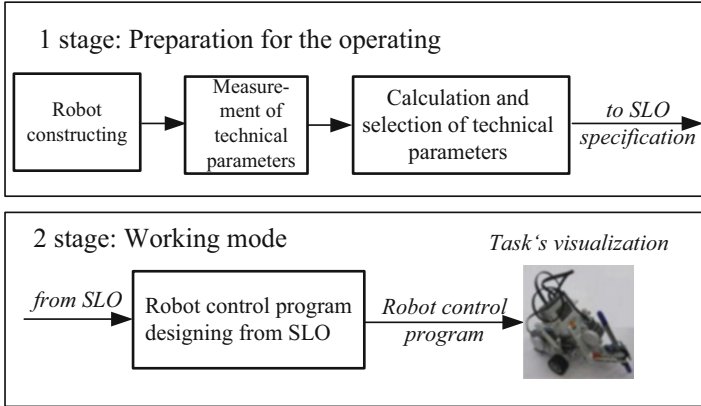 1 stage: Preparation for the operating
Robot
constructing
Measure-
ment of
technical
parameters
Calculation and
selection of technical
parameters
to SLO
specification
2 stage: Working mode
Task‘s visualization
from SLO
Robot control program
designing from SLO
Robot control
program